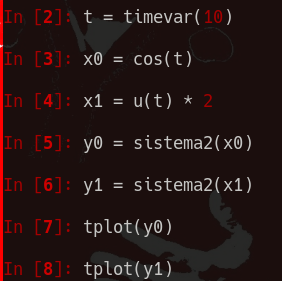 In [2]: t = timevar(10)
In [3]: x0 = cos(t)
In [4]: x1 = u(t) * 2
In [5]: y0 = sistema2(x0)
In [6]: y1 = sistema2(x1)
In [7]: tplot(y0)
In [8]: tplot(y1)